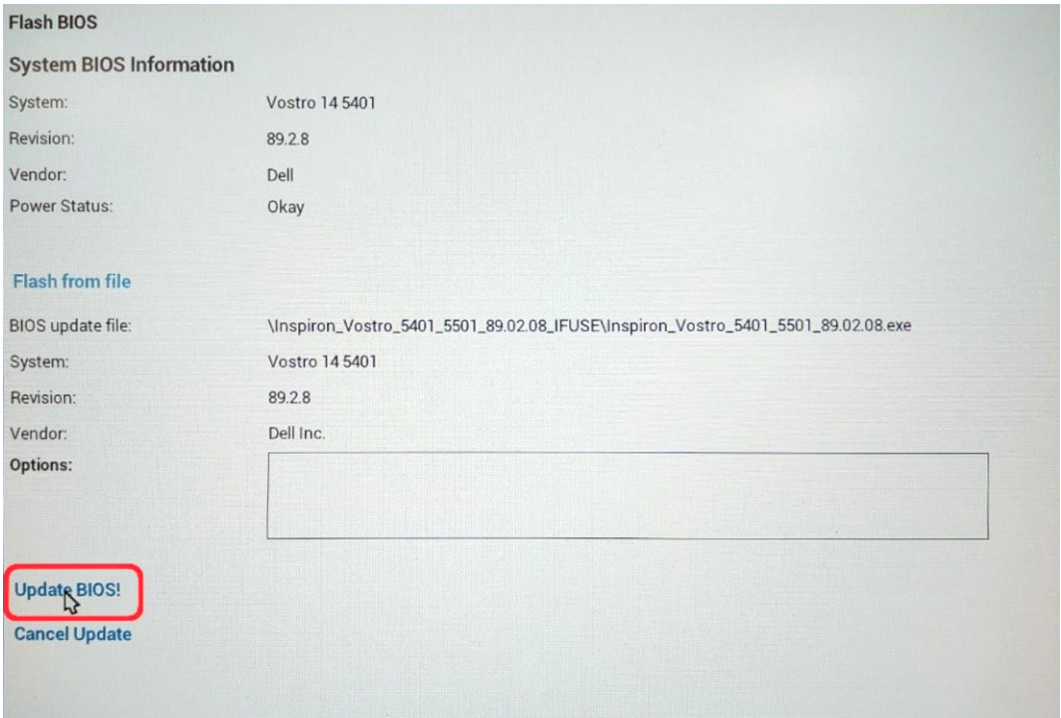 Flash BIOS
System BIOS Information
System: Vostro 14 5401
Revision: 89.2.8
Vendor: Dell
Power Status: Okay
Flash from file
BIOS update file: \Inspiron_Vostro_5401_5501_89.02.08_IFUSE\Inspiron_Vostro_5401_5501_89.02.08.exe
System: Vostro 14 5401
Revision: 89.2.8
Vendor: Dell Inc.
Options:
Update BIOS!
Cancel Update